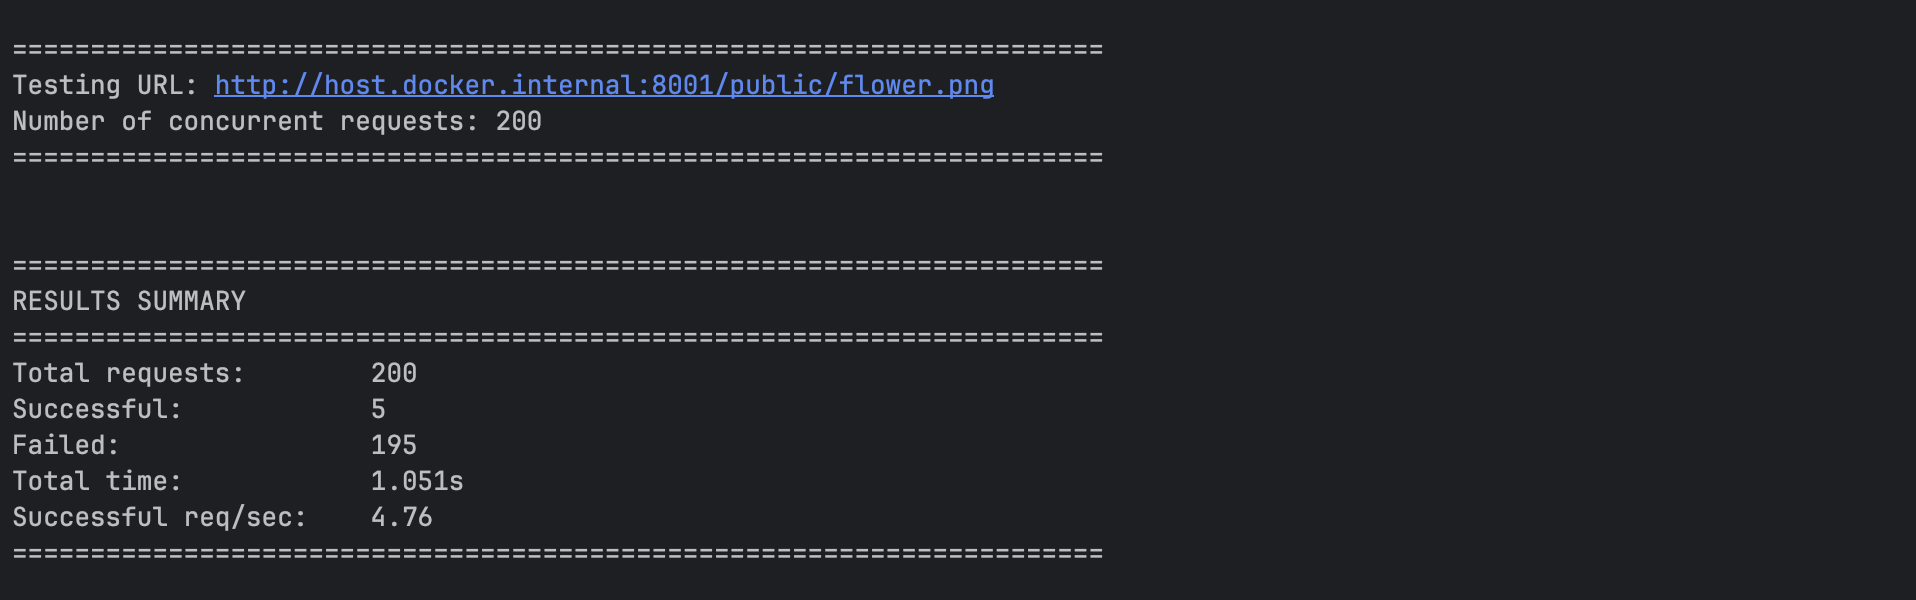 ======================================================================
Testing URL: http://host.docker.internal:8001/public/flower.png
Number of concurrent requests: 200
======================================================================
======================================================================
RESULTS SUMMARY
======================================================================
Total requests:        200
Successful:            5
Failed:                195
Total time:            1.051s
Successful req/sec:    4.76
======================================================================